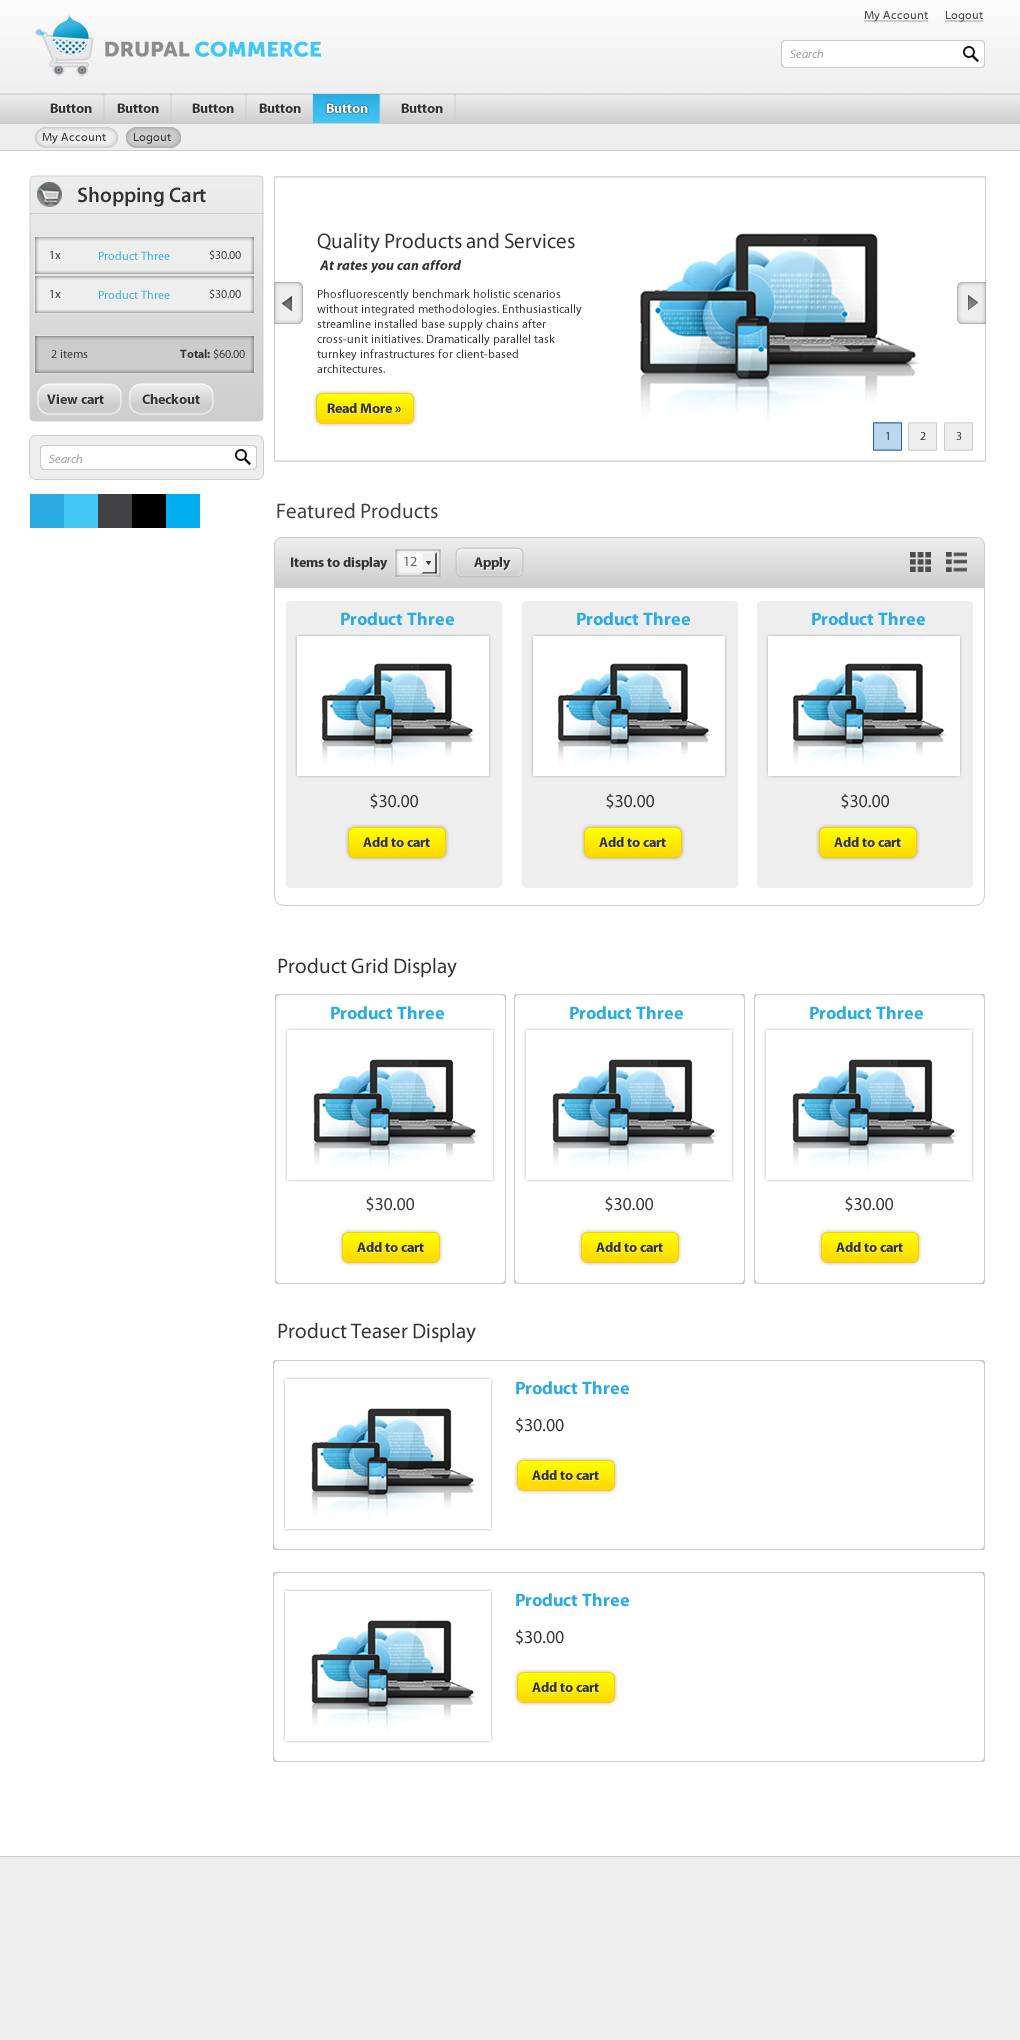 My Account Logout
DRUPAL COMMERCE
Search
Button Button Button Button Button Button
My Account Logout
Shopping Cart
1x Product Three $30.00
1x Product Three $30.00
2 items Total: $60.00
View cart Checkout
Search
Quality Products and Services
At rates you can afford
Phosfluorescently benchmark holistic scenarios
without integrated methodologies. Enthusiastically
streamline installed base supply chains after
cross-unit initiatives. Dramatically parallel task
turnkey infrastructures for client-based
architectures.
Read More »
1 2 3
Featured Products
Items to display 12 Apply
Product Three Product Three Product Three
$30.00 $30.00 $30.00
Add to cart Add to cart Add to cart
Product Grid Display
Product Three Product Three Product Three
$30.00 $30.00 $30.00
Add to cart Add to cart Add to cart
Product Teaser Display
Product Three
$30.00
Add to cart
Product Three
$30.00
Add to cart